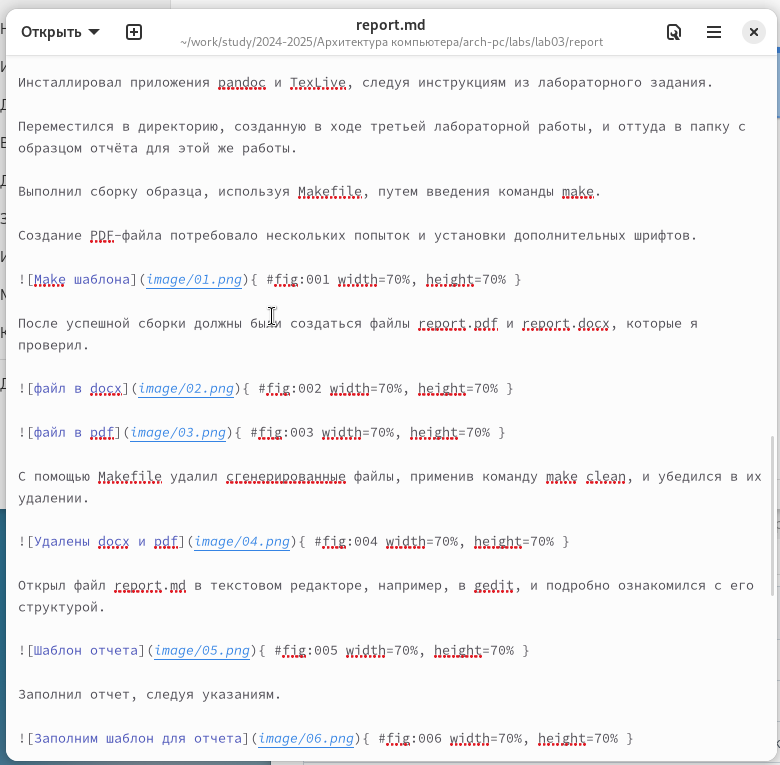 Открыть
report.md
~/work/study/2024-2025/Архитектура компьютера/arch-pc/labs/lab03/report
Инсталлировал приложения pandoc и TexLive, следуя инструкциям из лабораторного задания.
Переместился в директорию, созданную в ходе третьей лабораторной работы, и оттуда в папку с
образцом отчёта для этой же работы.
Выполнил сборку образца, используя Makefile, путем введения команды make.
Создание PDF-файла потребовало нескольких попыток и установки дополнительных шрифтов.
![Make шаблона](image/01.png){ #fig:001 width=70%, height=70% }
После успешной сборки должны были создаться файлы report.pdf и report.docx, которые я
проверил.
![файл в docx](image/02.png){ #fig:002 width=70%, height=70% }
![файл в pdf](image/03.png){ #fig:003 width=70%, height=70% }
С помощью Makefile удалил сгенерированные файлы, применив команду make clean, и убедился в их
удалении.
![Удалены docx и pdf](image/04.png){ #fig:004 width=70%, height=70% }
Открыл файл report.md в текстовом редакторе, например, в gedit, и подробно ознакомился с его
структурой.
![Шаблон отчета](image/05.png){ #fig:005 width=70%, height=70% }
Заполнил отчет, следуя указаниям.
![Заполним шаблон для отчета](image/06.png){ #fig:006 width=70%, height=70% }